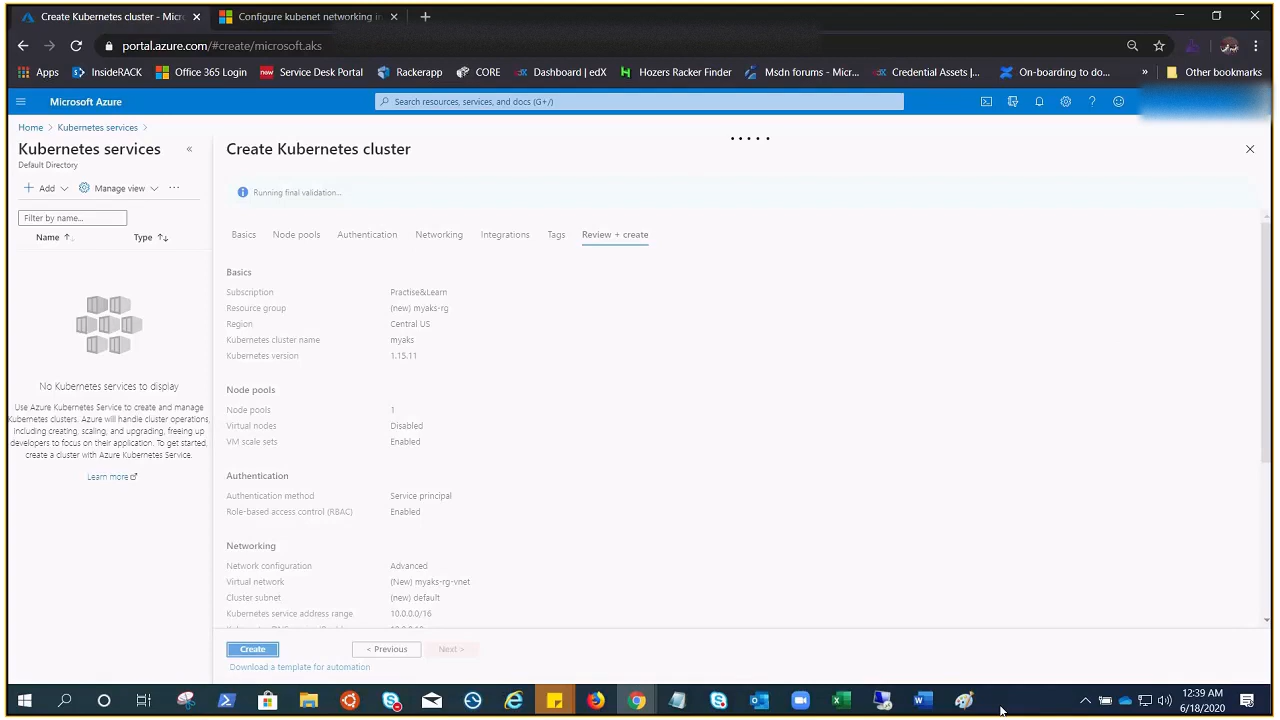 Create Kubernetes cluster - Micr
Configure kubenet networking in
portal.azure.com/#create/microsoft.aks
Apps
InsideRACK
Office 365 Login
new
Service Desk Portal
Rackerapp
CORE
Dashboard | edX
Hozers Racker Finder
Msdn forums - Micr...
Credential Assets |...
On-boarding to do...
»
Other bookmarks
Microsoft Azure
Search resources, services, and docs (G+/)
Home > Kubernetes services >
Kubernetes services «
Default Directory
+ Add
Manage view
...
Filter by name...
Name ↑↓
Type ↑↓
No Kubernetes services to display
Use Azure Kubernetes Service to create and manage
Kubernetes clusters. Azure will handle cluster operations,
including creating, scaling, and upgrading, freeing up
developers to focus on their application. To get started,
create a cluster with Azure Kubernetes Service.
Learn more
Create Kubernetes cluster
Running final validation...
Basics Node pools Authentication Networking Integrations Tags Review + create
Basics
Subscription Practise&Learn
Resource group (new) myaks-rg
Region Central US
Kubernetes cluster name myaks
Kubernetes version 1.15.11
Node pools
Node pools 1
Virtual nodes Disabled
VM scale sets Enabled
Authentication
Authentication method Service principal
Role-based access control (RBAC) Enabled
Networking
Network configuration Advanced
Virtual network (New) myaks-rg-vnet
Cluster subnet (new) default
Kubernetes service address range 10.0.0.0/16
Create
< Previous
Next >
Download a template for automation
12:39 AM
6/18/2020